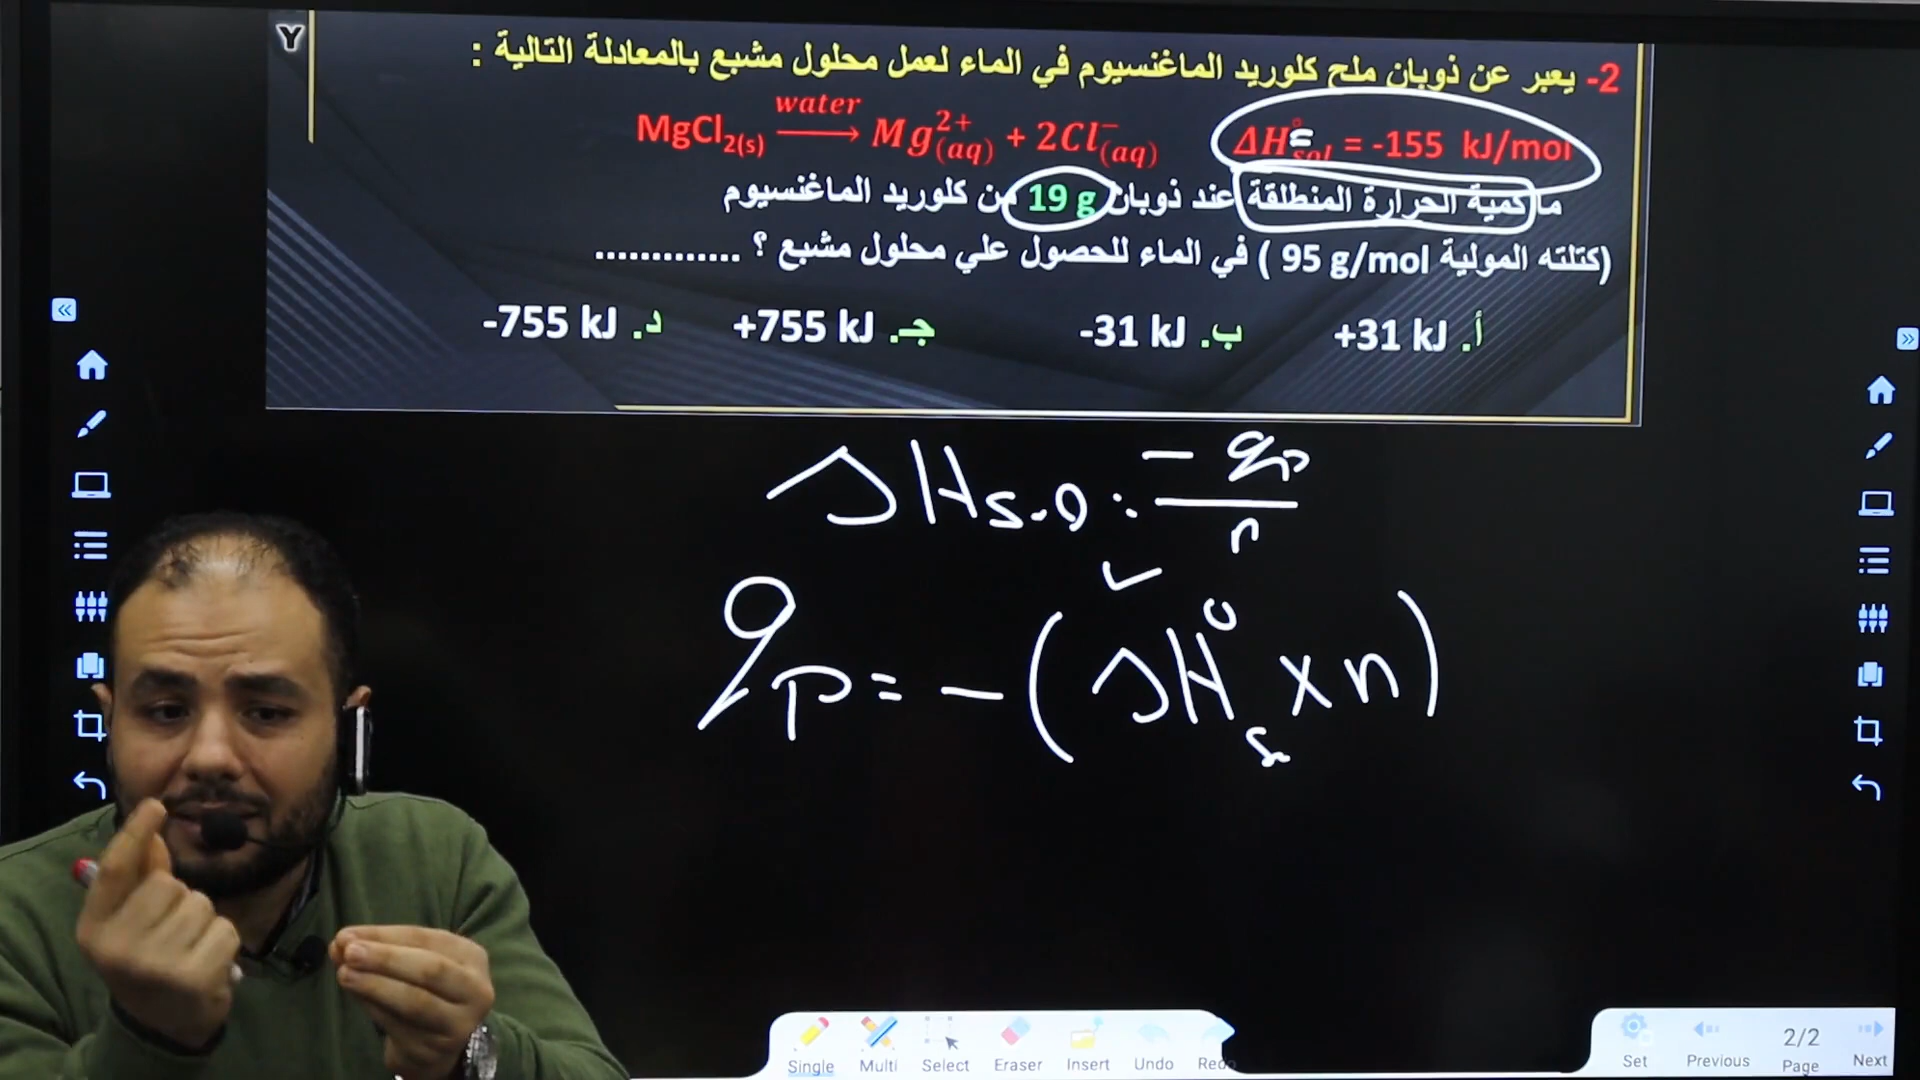 Y
2- يعبر عن ذوبان ملح كلوريد الماغنسيوم في الماء لعمل محلول مشبع بالمعادلة التالية :
MgCl2(s) water⟶ Mg2+(aq) + 2Cl−(aq) ΔH°sol = -155 kJ/mol
ما كمية الحرارة المنطلقة عند ذوبان 19 g من كلوريد الماغنسيوم
(كتلته المولية 95 g/mol ) في الماء للحصول علي محلول مشبع ؟ .............
أ. +31 kJ ب. -31 kJ جـ. +755 kJ د. -755 kJ
ΔHsol = −qp/n
qp = −(ΔH°s × n)
Single Multi Select Eraser Insert Undo Redo
Set Previous 2/2 Page Next